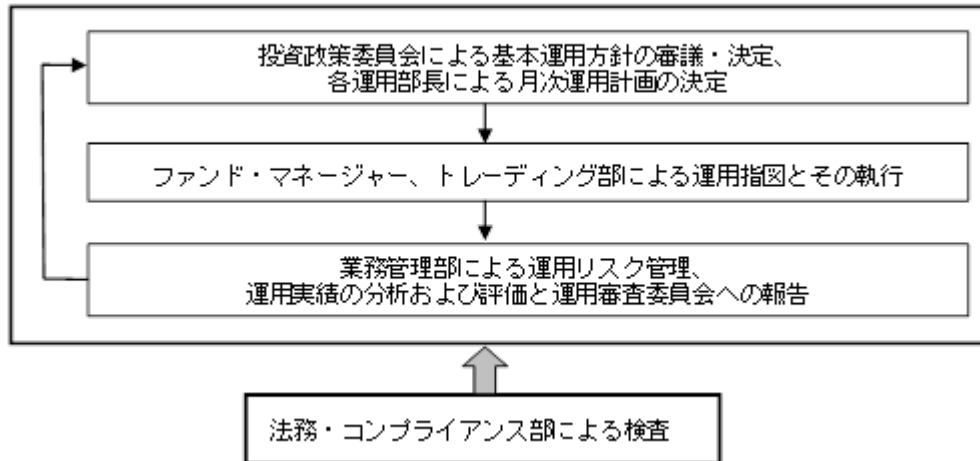 投資政策委員会による基本運用方針の審議・決定、
各運用部長による月次運用計画の決定
ファンド・マネージャー、トレーディング部による運用指図とその執行
業務管理部による運用リスク管理、
運用実績の分析および評価と運用審査委員会への報告
法務・コンプライアンス部による検査